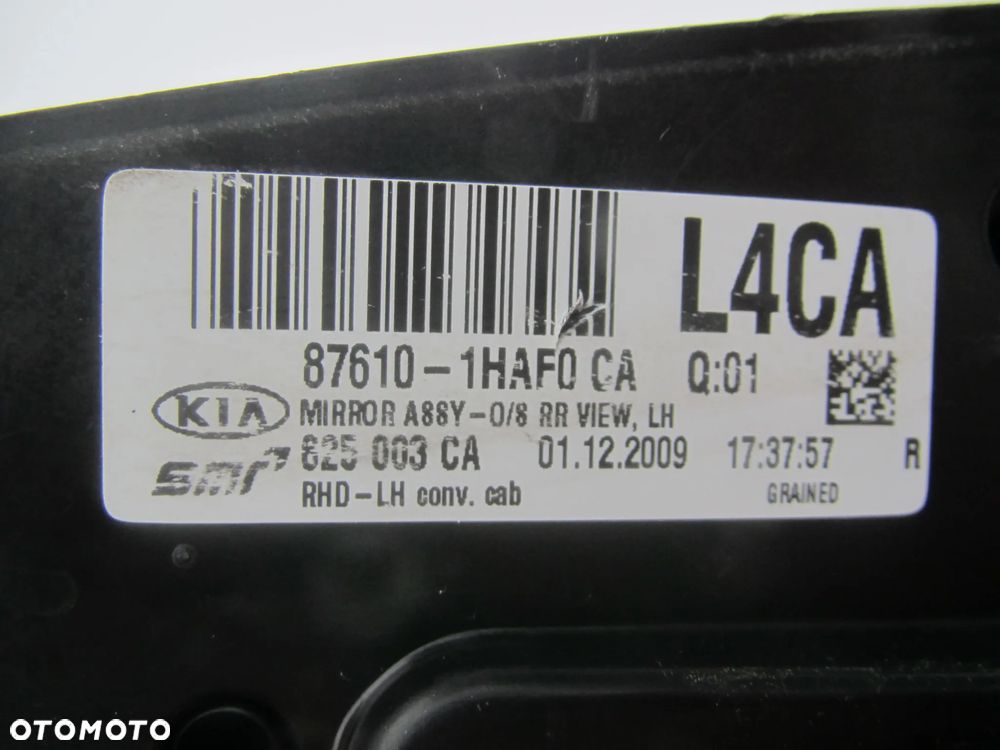 L4CA
87610-1HAF0 CA Q:01
KIA MIRROR ASSY-O/S RR VIEW, LH
smr 825 003 CA 01.12.2009 17:37:57 R
RHD-LH conv. cab GRAINED
OTOMOTO